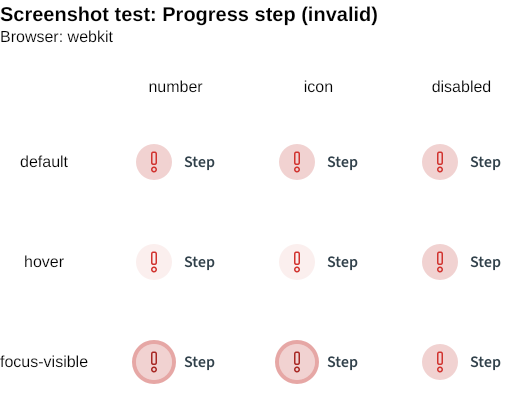 Screenshot test: Progress step (invalid)
Browser: webkit
number icon disabled
default Step Step Step
hover Step Step Step
focus-visible Step Step Step